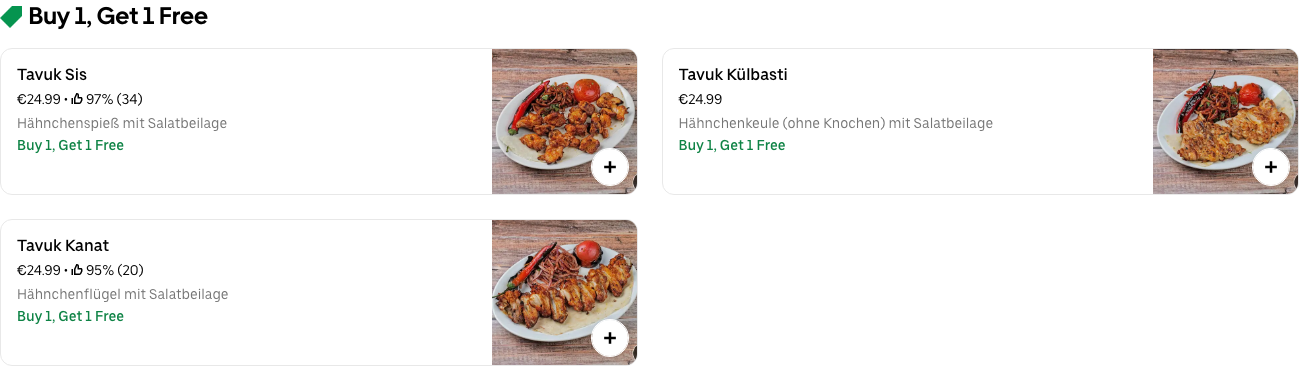 Buy 1, Get 1 Free
Tavuk Sis
€24.99 • 97% (34)
Hähnchenspieß mit Salatbeilage
Buy 1, Get 1 Free
Tavuk Külbasti
€24.99
Hähnchenkeule (ohne Knochen) mit Salatbeilage
Buy 1, Get 1 Free
Tavuk Kanat
€24.99 • 95% (20)
Hähnchenflügel mit Salatbeilage
Buy 1, Get 1 Free